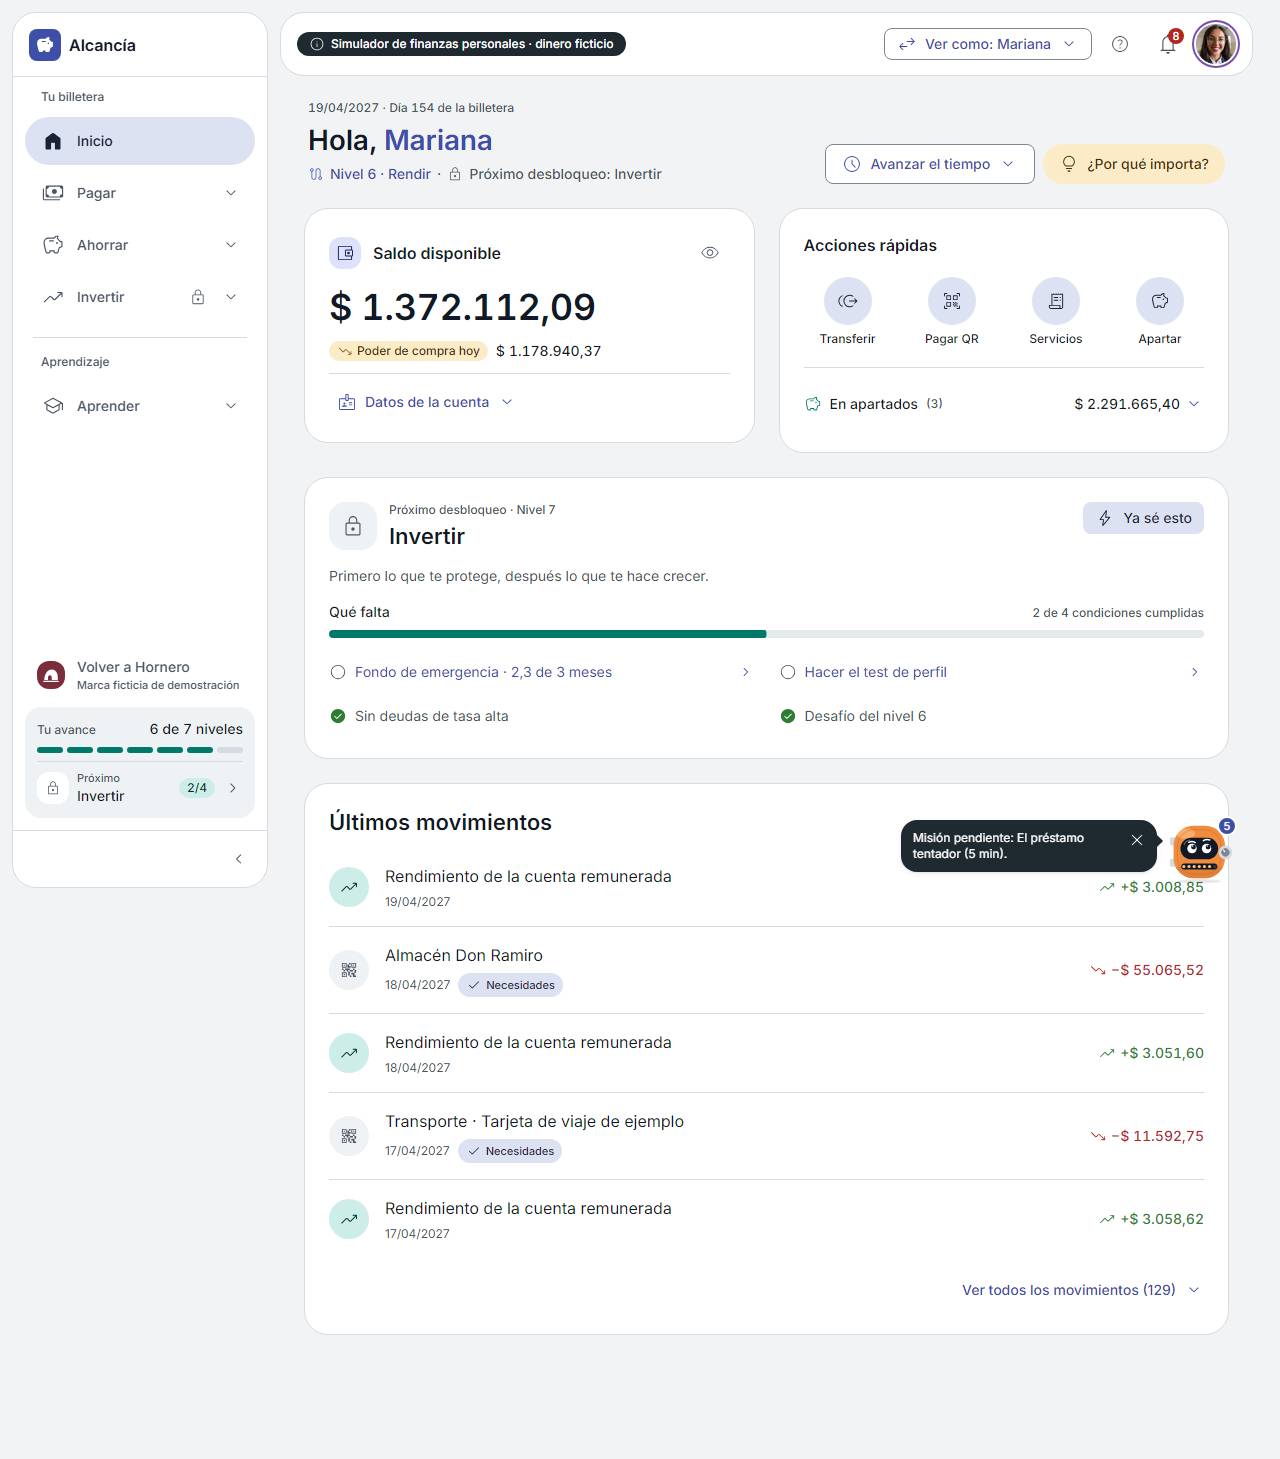 Alcancía
Simulador de finanzas personales · dinero ficticio
Ver como: Mariana
8
Tu billetera
Inicio
Pagar
Ahorrar
Invertir
Aprendizaje
Aprender
Volver a Hornero
Marca ficticia de demostración
Tu avance
6 de 7 niveles
Próximo
Invertir
2/4
19/04/2027 · Día 154 de la billetera
Hola, Mariana
Nivel 6 · Rendir · Próximo desbloqueo: Invertir
Avanzar el tiempo
¿Por qué importa?
Saldo disponible
$ 1.372.112,09
Poder de compra hoy
$ 1.178.940,37
Datos de la cuenta
Acciones rápidas
Transferir
Pagar QR
Servicios
Apartar
En apartados (3)
$ 2.291.665,40
Próximo desbloqueo · Nivel 7
Invertir
Ya sé esto
Primero lo que te protege, después lo que te hace crecer.
Qué falta
2 de 4 condiciones cumplidas
Fondo de emergencia · 2,3 de 3 meses
Hacer el test de perfil
Sin deudas de tasa alta
Desafío del nivel 6
Últimos movimientos
Misión pendiente: El préstamo
tentador (5 min).
5
Rendimiento de la cuenta remunerada
19/04/2027
+$ 3.008,85
Almacén Don Ramiro
18/04/2027
Necesidades
−$ 55.065,52
Rendimiento de la cuenta remunerada
18/04/2027
+$ 3.051,60
Transporte · Tarjeta de viaje de ejemplo
17/04/2027
Necesidades
−$ 11.592,75
Rendimiento de la cuenta remunerada
17/04/2027
+$ 3.058,62
Ver todos los movimientos (129)